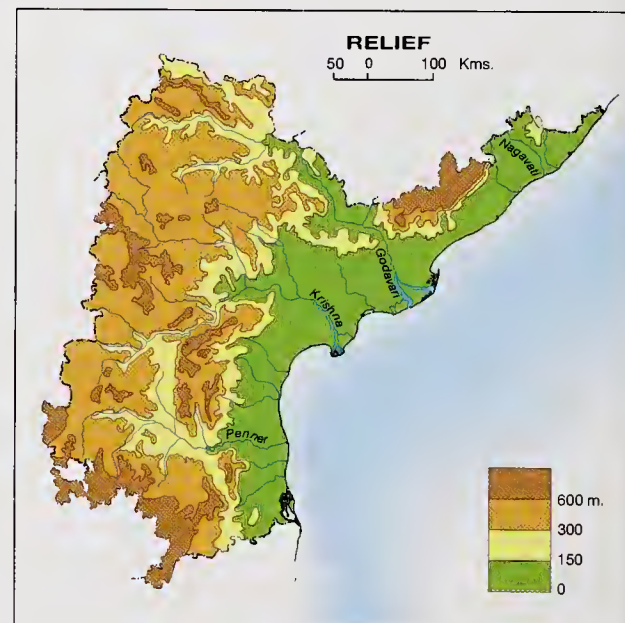 RELIEF
50 0 100 Kms.
Nagavati
Godavari
Krishna
Penner
600 m.
300
150
0